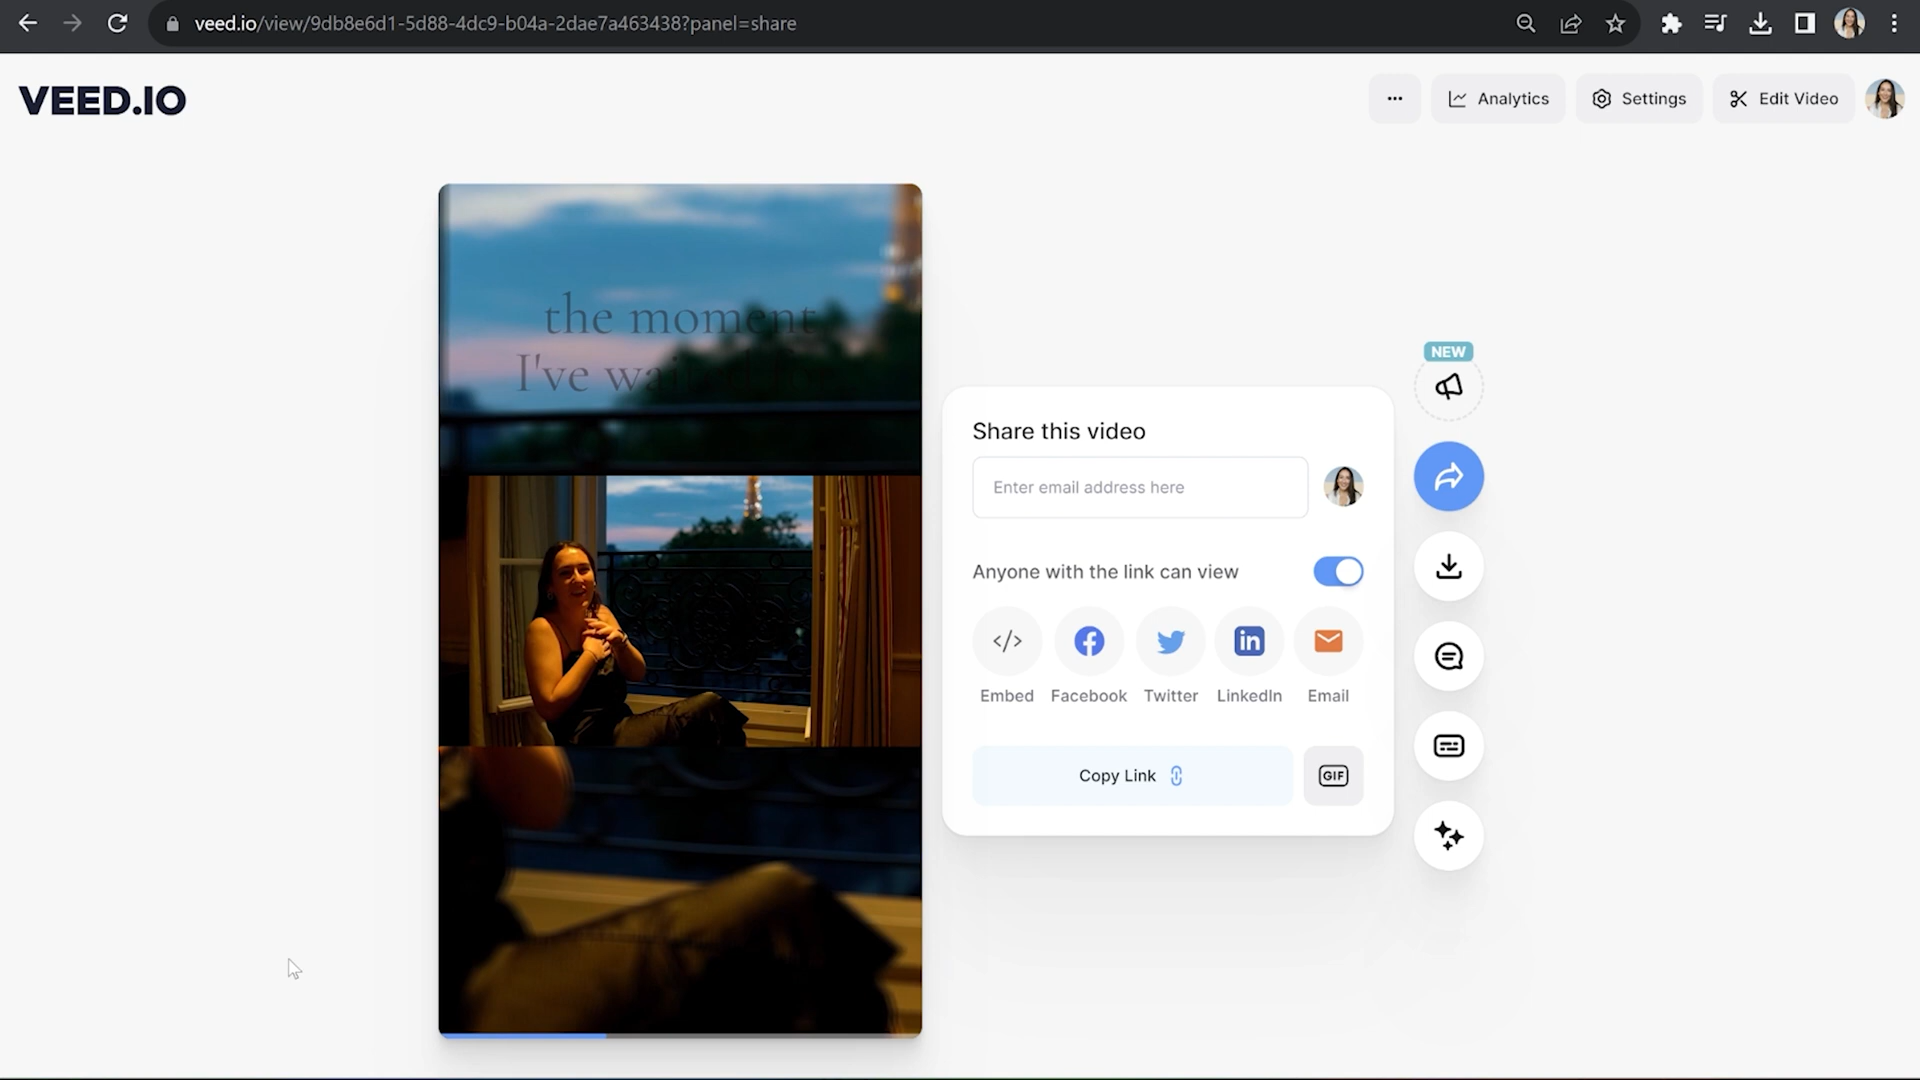 veed.io/view/9db8e6d1-5d88-4dc9-b04a-2dae7a463438?panel=share
VEED.IO
Analytics
Settings
Edit Video
the moment
I've
NEW
Share this video
Enter email address here
Anyone with the link can view
</>
in
Embed
Facebook
Twitter
LinkedIn
Email
Copy Link
GIF